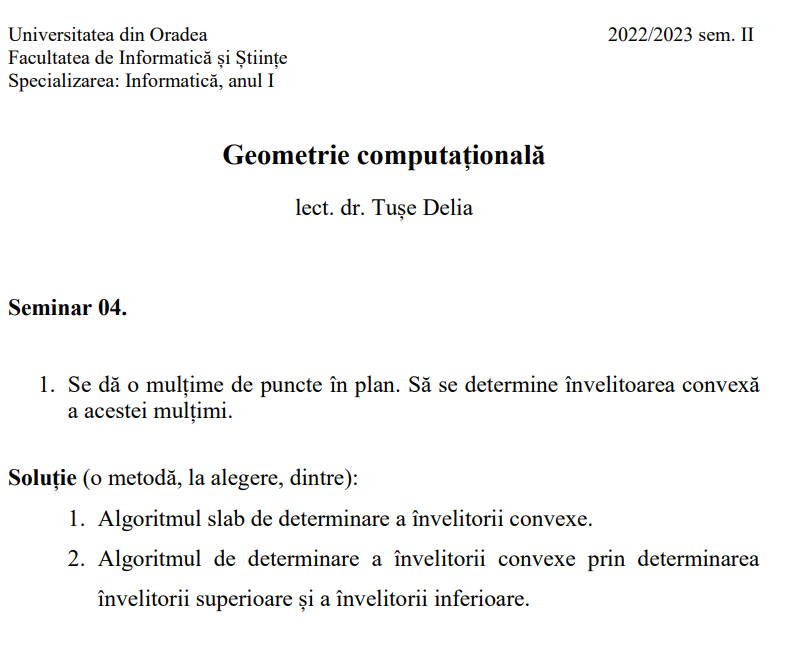 Universitatea din Oradea 2022/2023 sem. II
Facultatea de Informatică și Științe
Specializarea: Informatică, anul I
Geometrie computațională
lect. dr. Tușe Delia
Seminar 04.
1. Se dă o mulțime de puncte în plan. Să se determine învelitoarea convexă
a acestei mulțimi.
Soluție (o metodă, la alegere, dintre):
1. Algoritmul slab de determinare a învelitorii convexe.
2. Algoritmul de determinare a învelitorii convexe prin determinarea
învelitorii superioare și a învelitorii inferioare.